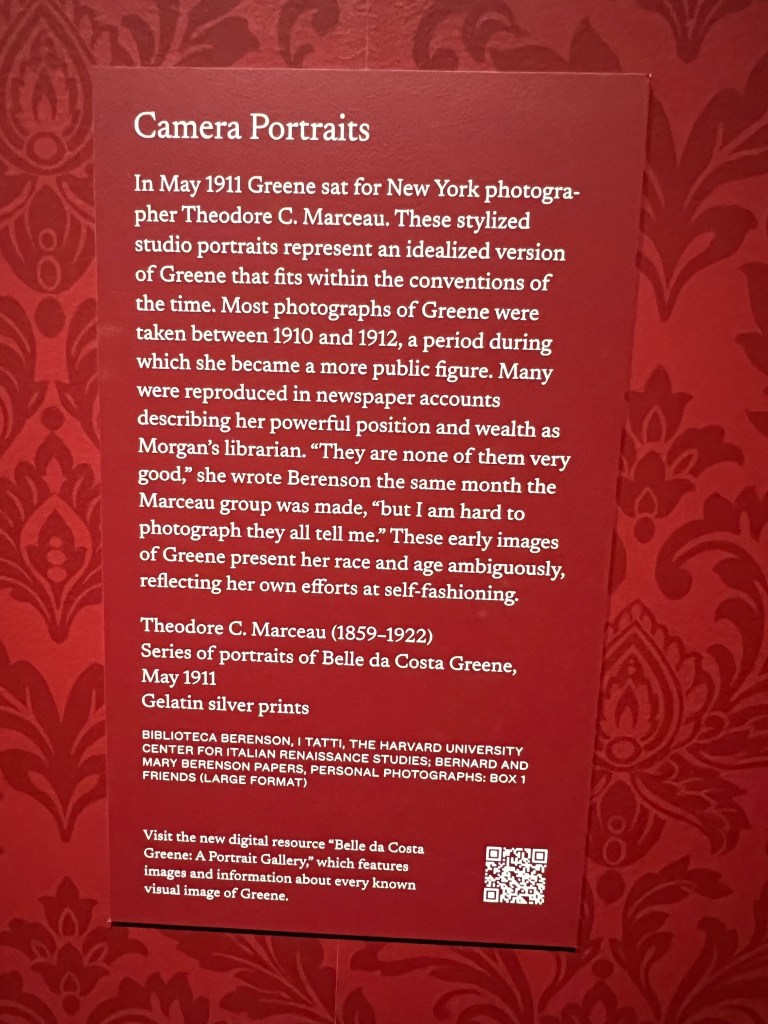 Camera Portraits
In May 1911 Greene sat for New York photogra-
pher Theodore C. Marceau. These stylized
studio portraits represent an idealized version
of Greene that fits within the conventions of
the time. Most photographs of Greene were
taken between 1910 and 1912, a period during
which she became a more public figure. Many
were reproduced in newspaper accounts
describing her powerful position and wealth as
Morgan’s librarian. “They are none of them very
good,” she wrote Berenson the same month the
Marceau group was made, “but I am hard to
photograph they all tell me.” These early images
of Greene present her race and age ambiguously,
reflecting her own efforts at self-fashioning.
Theodore C. Marceau (1859–1922)
Series of portraits of Belle da Costa Greene,
May 1911
Gelatin silver prints
BIBLIOTECA BERENSON, I TATTI, THE HARVARD UNIVERSITY
CENTER FOR ITALIAN RENAISSANCE STUDIES; BERNARD AND
MARY BERENSON PAPERS, PERSONAL PHOTOGRAPHS: BOX 1
FRIENDS (LARGE FORMAT)
Visit the new digital resource “Belle da Costa
Greene: A Portrait Gallery,” which features
images and information about every known
visual image of Greene.